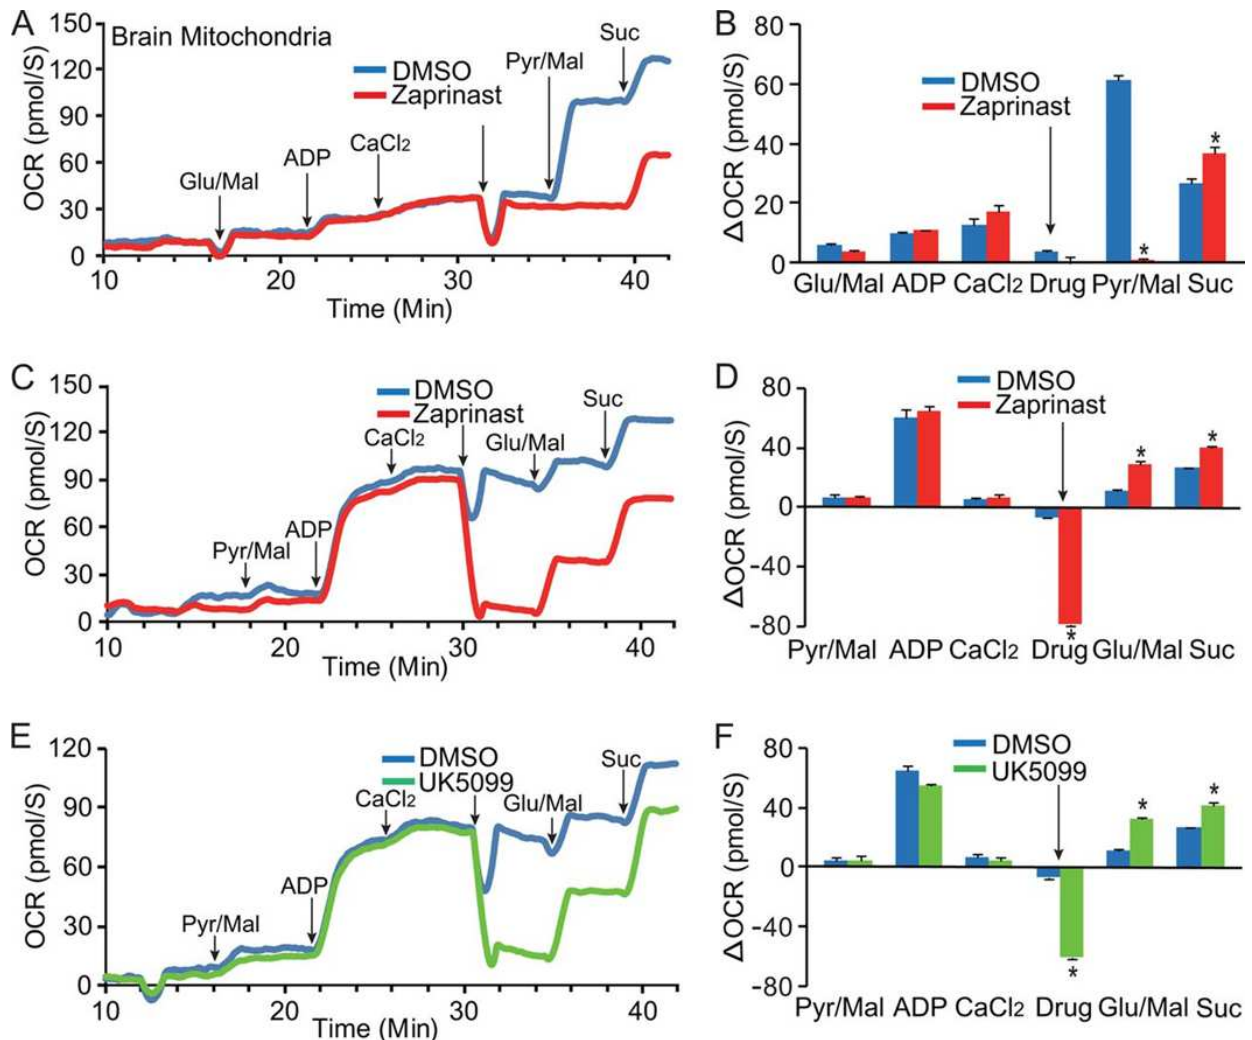 A
Brain Mitochondria
OCR (pmol/S)
150
120
90
60
30
0
DMSO
Zaprinast
Glu/Mal
ADP
CaCl2
Pyr/Mal
Suc
10
20
30
40
Time (Min)
B
ΔOCR (pmol/S)
80
60
40
20
0
DMSO
Zaprinast
*
*
Glu/Mal ADP CaCl2 Drug Pyr/Mal Suc
C
OCR (pmol/S)
150
120
90
60
30
0
DMSO
Zaprinast
Pyr/Mal
ADP
CaCl2
Glu/Mal
Suc
10
20
30
40
Time (Min)
D
ΔOCR (pmol/S)
80
40
0
-40
-80
DMSO
Zaprinast
*
*
*
Pyr/Mal ADP CaCl2 Drug Glu/Mal Suc
E
OCR (pmol/S)
120
90
60
30
0
DMSO
UK5099
Pyr/Mal
ADP
CaCl2
Glu/Mal
Suc
10
20
30
40
Time (Min)
F
ΔOCR (pmol/S)
80
40
0
-40
-80
DMSO
UK5099
*
*
*
Pyr/Mal ADP CaCl2 Drug Glu/Mal Suc